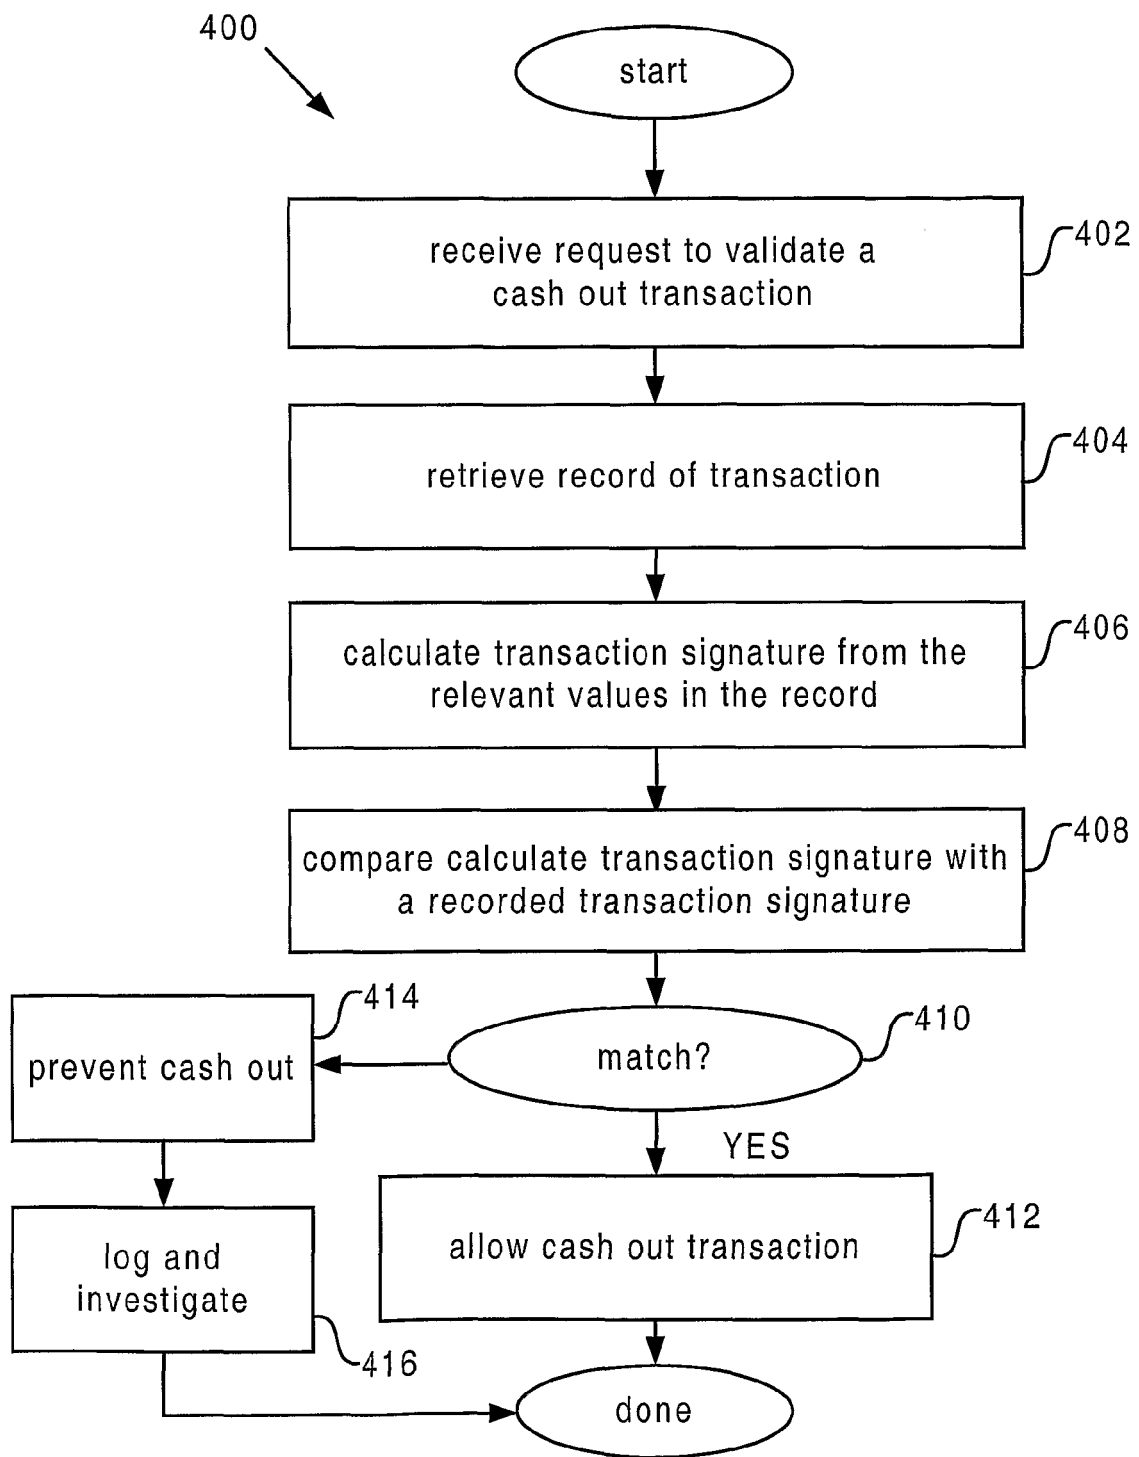 400
start
receive request to validate a
cash out transaction
402
retrieve record of transaction
404
calculate transaction signature from the
relevant values in the record
406
compare calculate transaction signature with
a recorded transaction signature
408
match?
410
YES
prevent cash out
414
allow cash out transaction
412
log and
investigate
416
done